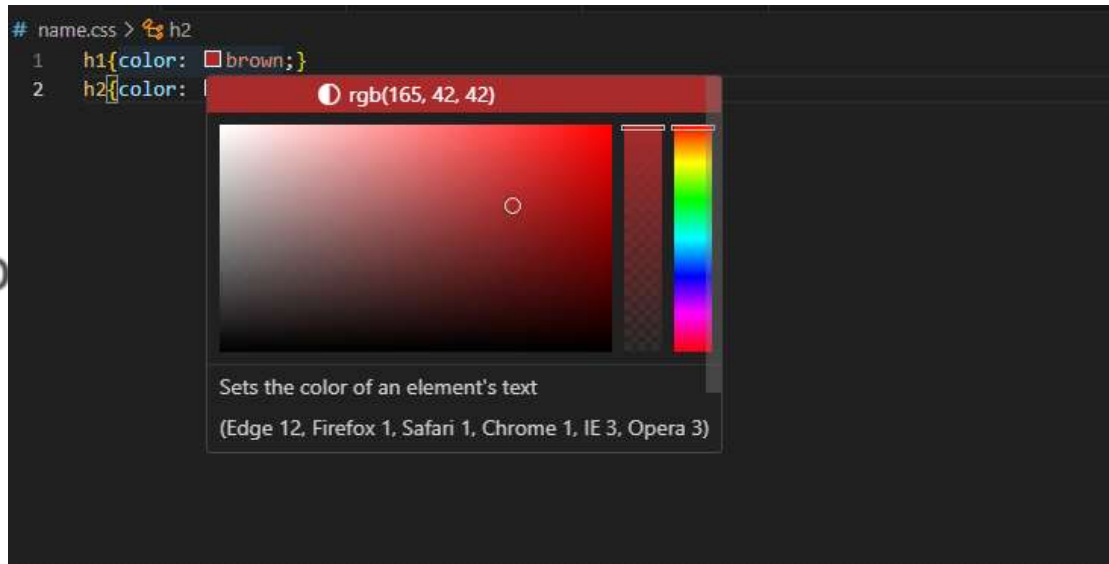 # name.css > h2
1 h1{color: brown;}
2 h2{color:
rgb(165, 42, 42)
Sets the color of an element's text
(Edge 12, Firefox 1, Safari 1, Chrome 1, IE 3, Opera 3)